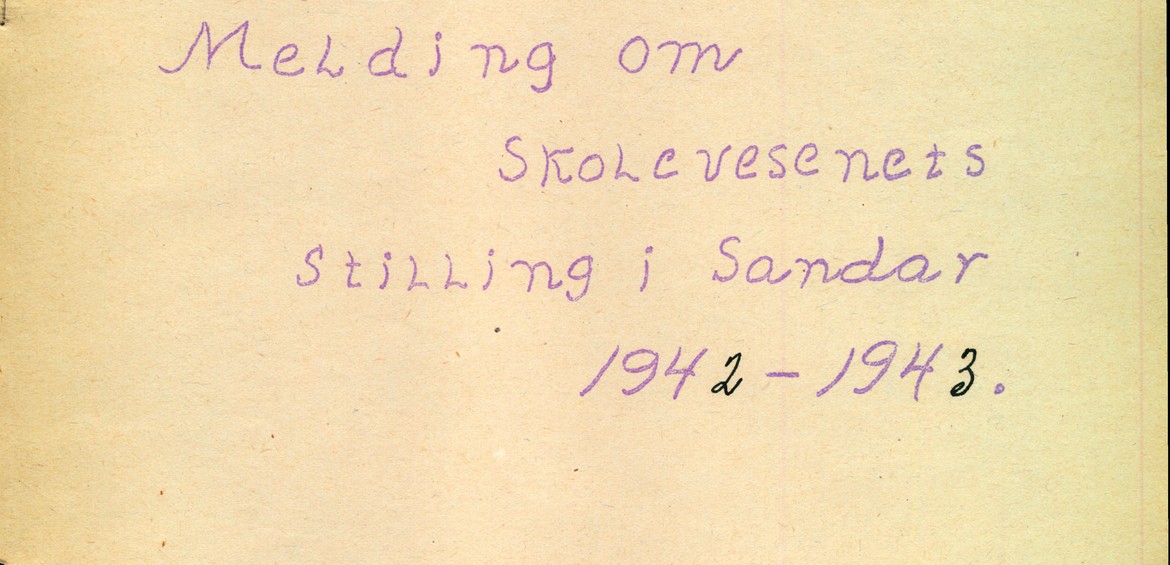 Melding om
Skolevesenets
Stilling i Sandar
1942 - 1943.